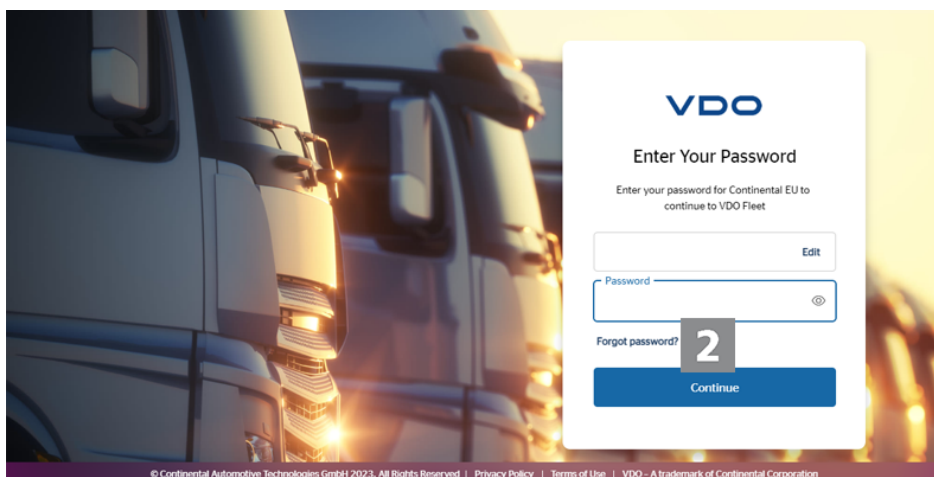 VDO
Enter Your Password
Enter your password for Continental EU to
continue to VDO Fleet
Edit
Password
Forgot password?
2
Continue
© Continental Automotive Technologies GmbH 2023. All Rights Reserved | Privacy Policy | Terms of Use | VDO – A trademark of Continental Corporation